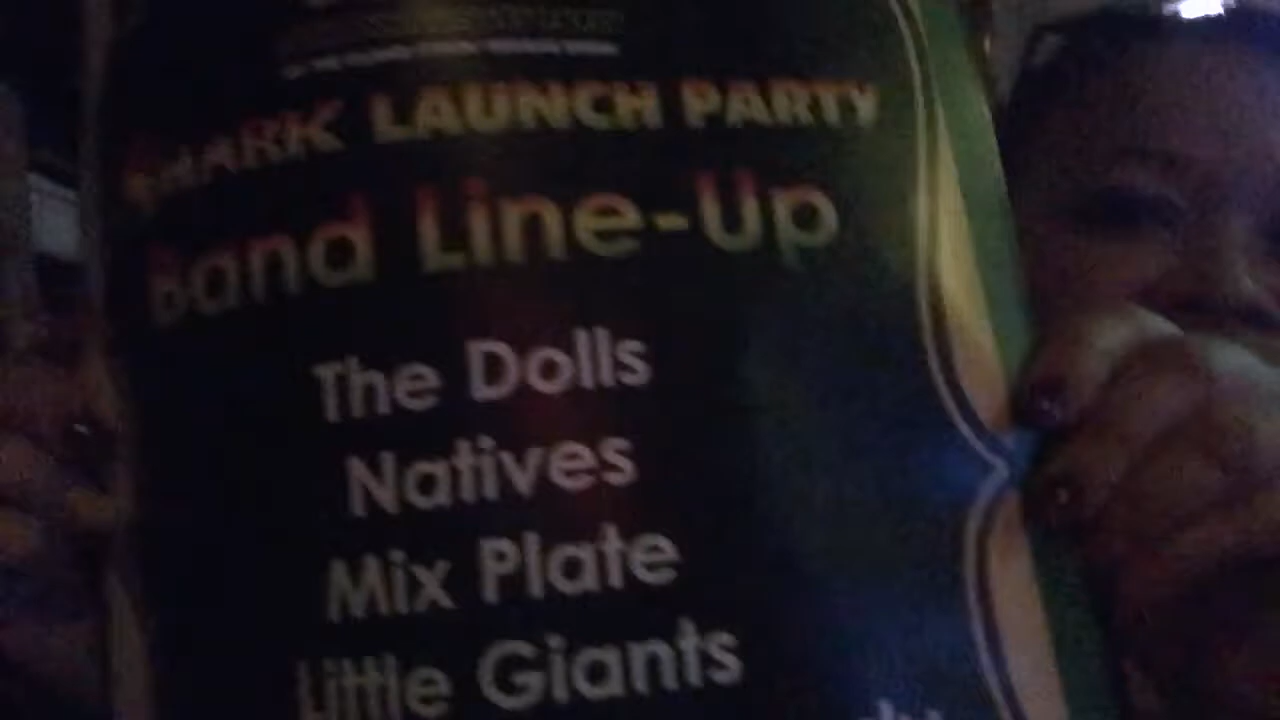 LAUNCH PARTY
Band Line-Up
The Dolls
Natives
Mix Plate
Little Giants